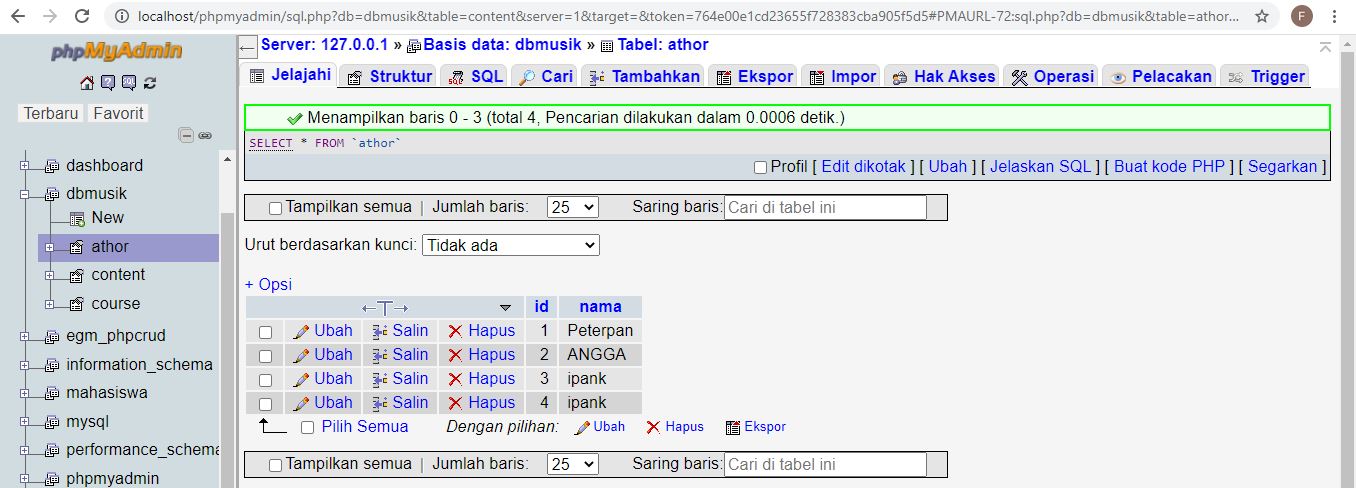 localhost/phpmyadmin/sql.php?db=dbmusik&table=content&server=1&target=&token=764e00e1cd23655f728383cba905f5d5#PMAURL-72:sql.php?db=dbmusik&table=athor...
F
phpMyAdmin
Terbaru Favorit
dashboard
dbmusik
New
athor
content
course
egm_phpcrud
information_schema
mahasiswa
mysql
performance_schema
phpmyadmin
Server: 127.0.0.1 » Basis data: dbmusik » Tabel: athor
Jelajahi Struktur SQL Cari Tambahkan Ekspor Impor Hak Akses Operasi Pelacakan Trigger
Menampilkan baris 0 - 3 (total 4, Pencarian dilakukan dalam 0.0006 detik.)
SELECT * FROM `athor`
Profil [ Edit dikotak ] [ Ubah ] [ Jelaskan SQL ] [ Buat kode PHP ] [ Segarkan ]
Tampilkan semua | Jumlah baris: 25 Saring baris: Cari di tabel ini
Urut berdasarkan kunci: Tidak ada
+ Opsi
←T→ id nama
Ubah Salin Hapus 1 Peterpan
Ubah Salin Hapus 2 ANGGA
Ubah Salin Hapus 3 ipank
Ubah Salin Hapus 4 ipank
Pilih Semua Dengan pilihan: Ubah Hapus Ekspor
Tampilkan semua | Jumlah baris: 25 Saring baris: Cari di tabel ini